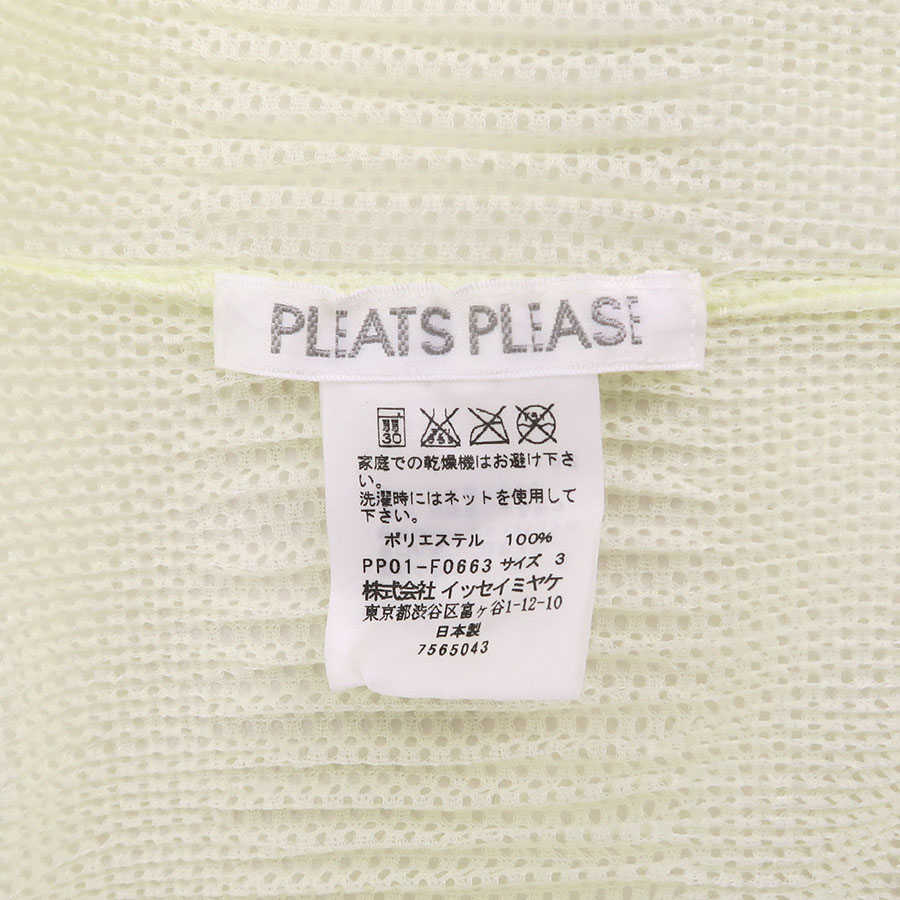 PLEATS PLEASE
弱
30
家庭での乾燥機はお避け下さ
い。
洗濯時にはネットを使用して
下さい。
ポリエステル 100%
PP01-F0663 サイズ 3
株式会社 イッセイミヤケ
東京都渋谷区富ヶ谷1-12-10
日本製
7565043